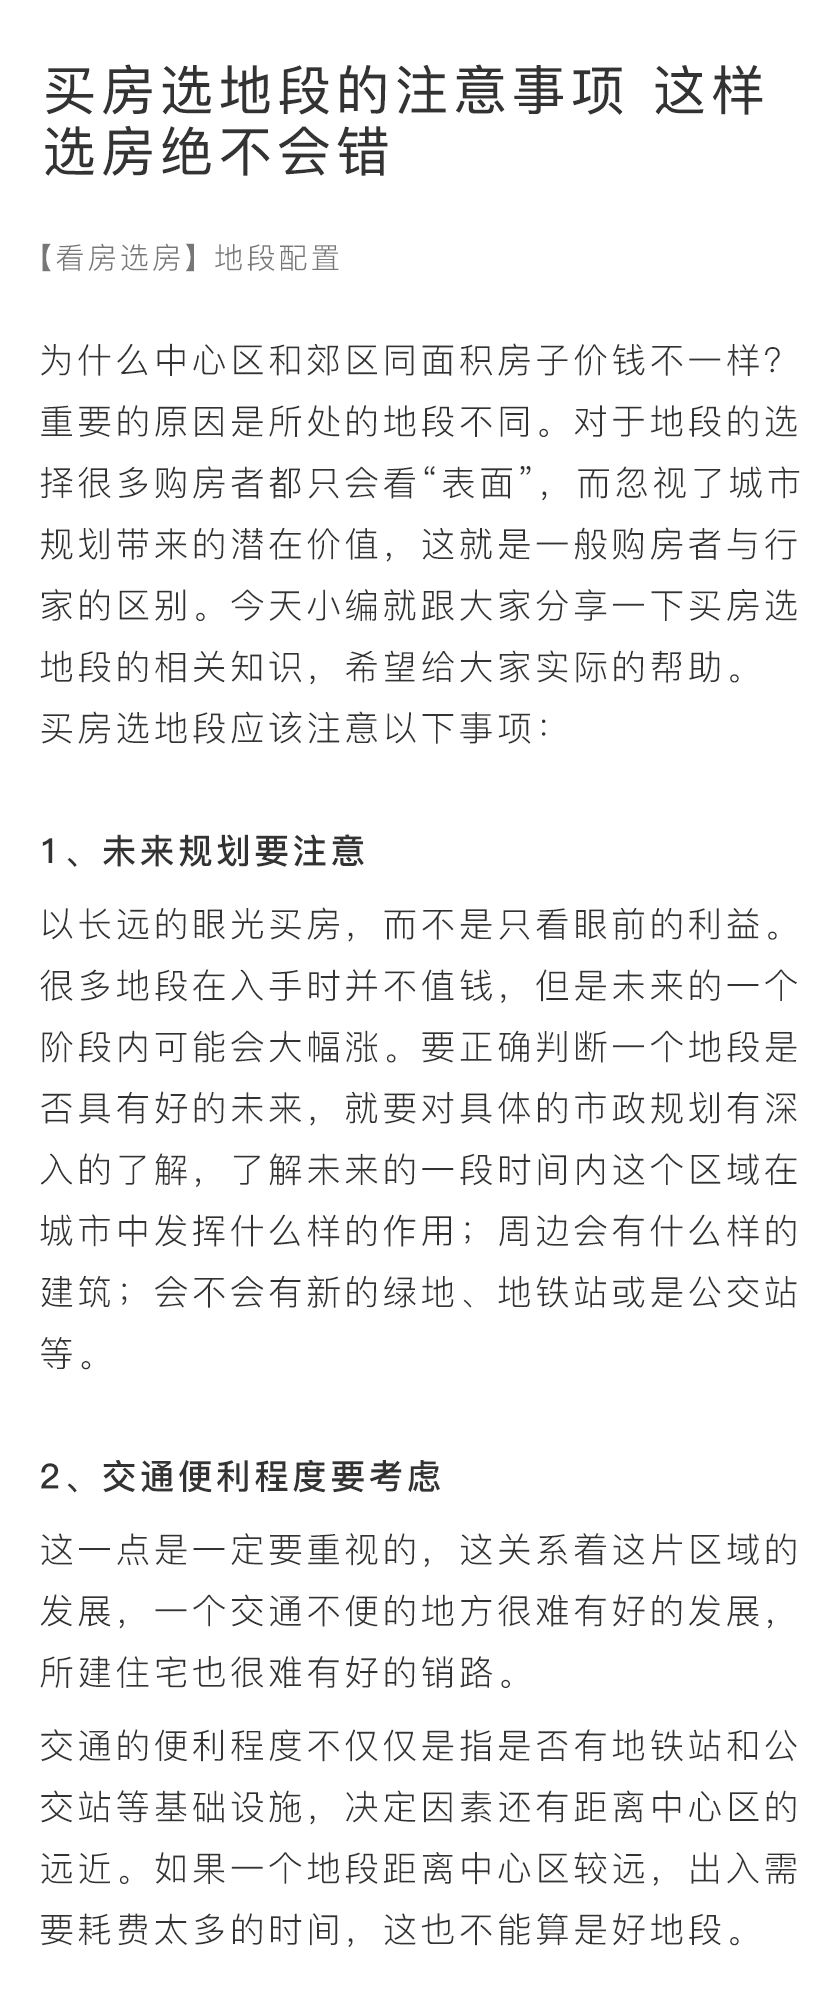 买房选地段的注意事项 这样
选房绝不会错
【看房选房】地段配置
为什么中心区和郊区同面积房子价钱不一样?
重要的原因是所处的地段不同。对于地段的选
择很多购房者都只会看“表面”，而忽视了城市
规划带来的潜在价值，这就是一般购房者与行
家的区别。今天小编就跟大家分享一下买房选
地段的相关知识，希望给大家实际的帮助。
买房选地段应该注意以下事项：
1、未来规划要注意
以长远的眼光买房，而不是只看眼前的利益。
很多地段在入手时并不值钱，但是未来的一个
阶段内可能会大幅涨。要正确判断一个地段是
否具有好的未来，就要对具体的市政规划有深
入的了解，了解未来的一段时间内这个区域在
城市中发挥什么样的作用；周边会有什么样的
建筑；会不会有新的绿地、地铁站或是公交站
等。
2、交通便利程度要考虑
这一点是一定要重视的，这关系着这片区域的
发展，一个交通不便的地方很难有好的发展，
所建住宅也很难有好的销路。
交通的便利程度不仅仅是指是否有地铁站和公
交站等基础设施，决定因素还有距离中心区的
远近。如果一个地段距离中心区较远，出入需
要耗费太多的时间，这也不能算是好地段。